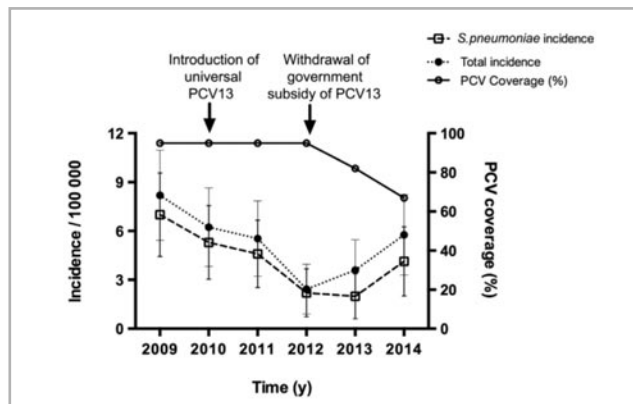 Introduction of
universal
PCV13
Withdrawal of
government
subsidy of PCV13
S.pneumoniae incidence
Total incidence
PCV Coverage (%)
Incidence / 100 000
12
9
6
3
0
100
80
60
40
20
0
PCV coverage (%)
2009 2010 2011 2012 2013 2014
Time (y)